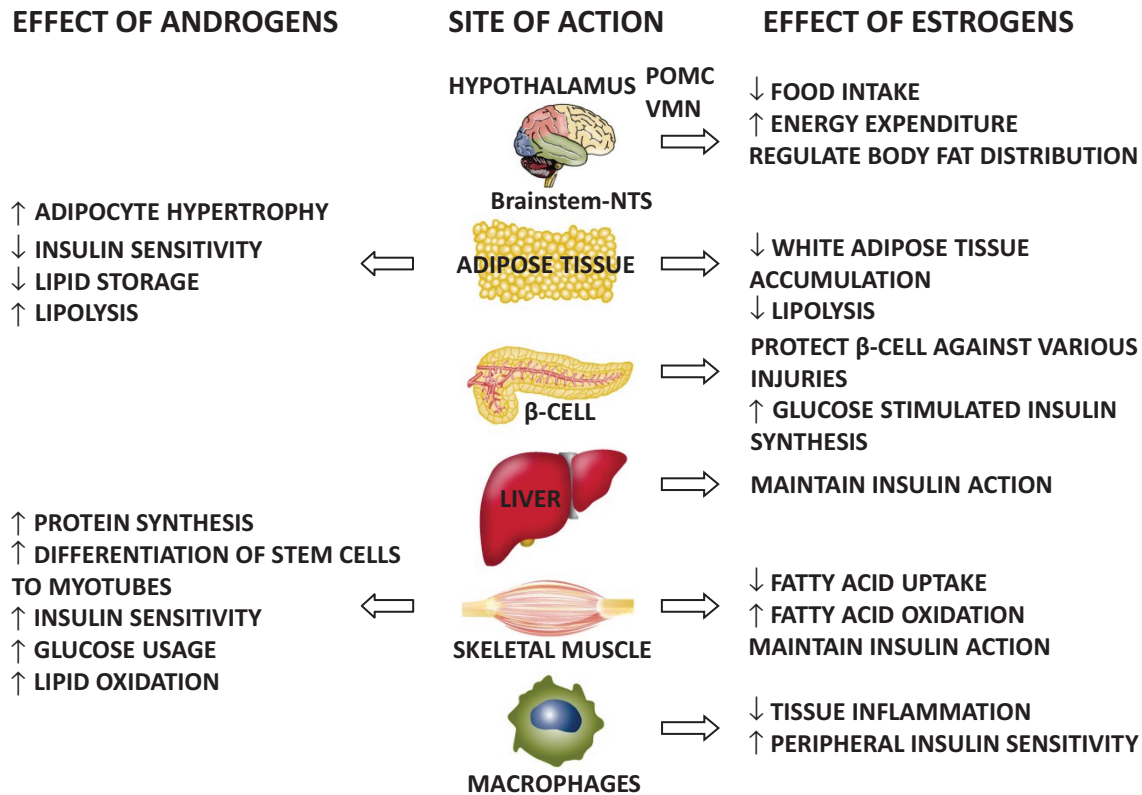 EFFECT OF ANDROGENS
SITE OF ACTION
EFFECT OF ESTROGENS
HYPOTHALAMUS
POMC
VMN
Brainstem-NTS
↓ FOOD INTAKE
↑ ENERGY EXPENDITURE
REGULATE BODY FAT DISTRIBUTION
↑ ADIPOCYTE HYPERTROPHY
↓ INSULIN SENSITIVITY
↓ LIPID STORAGE
↑ LIPOLYSIS
ADIPOSE TISSUE
↓ WHITE ADIPOSE TISSUE
ACCUMULATION
↓ LIPOLYSIS
β-CELL
PROTECT β-CELL AGAINST VARIOUS
INJURIES
↑ GLUCOSE STIMULATED INSULIN
SYNTHESIS
LIVER
MAINTAIN INSULIN ACTION
↑ PROTEIN SYNTHESIS
↑ DIFFERENTIATION OF STEM CELLS
TO MYOTUBES
↑ INSULIN SENSITIVITY
↑ GLUCOSE USAGE
↑ LIPID OXIDATION
SKELETAL MUSCLE
↓ FATTY ACID UPTAKE
↑ FATTY ACID OXIDATION
MAINTAIN INSULIN ACTION
MACROPHAGES
↓ TISSUE INFLAMMATION
↑ PERIPHERAL INSULIN SENSITIVITY